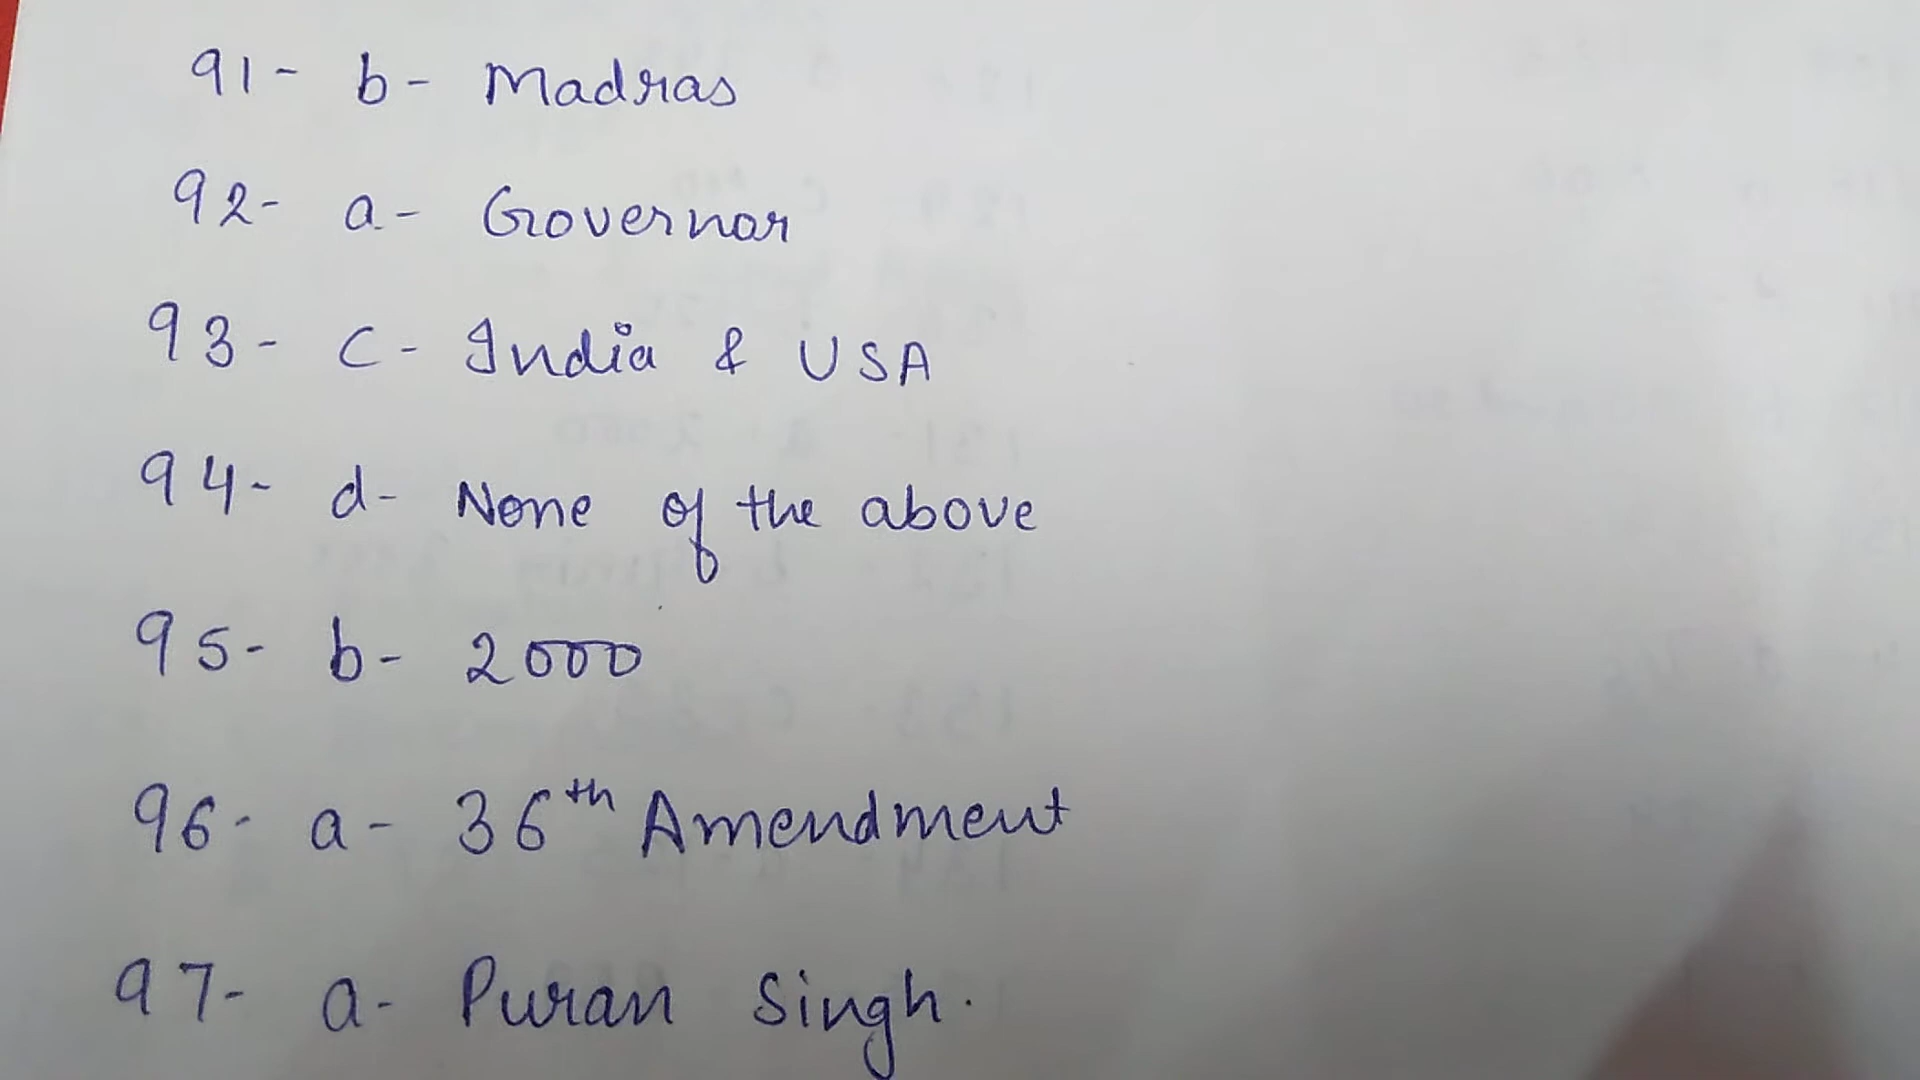 91- b- Madras
92- a- Governor
93- c- India & USA
94- d- None of the above
95- b- 2000
96- a- 36th Amendment
97- a- Puran Singh.